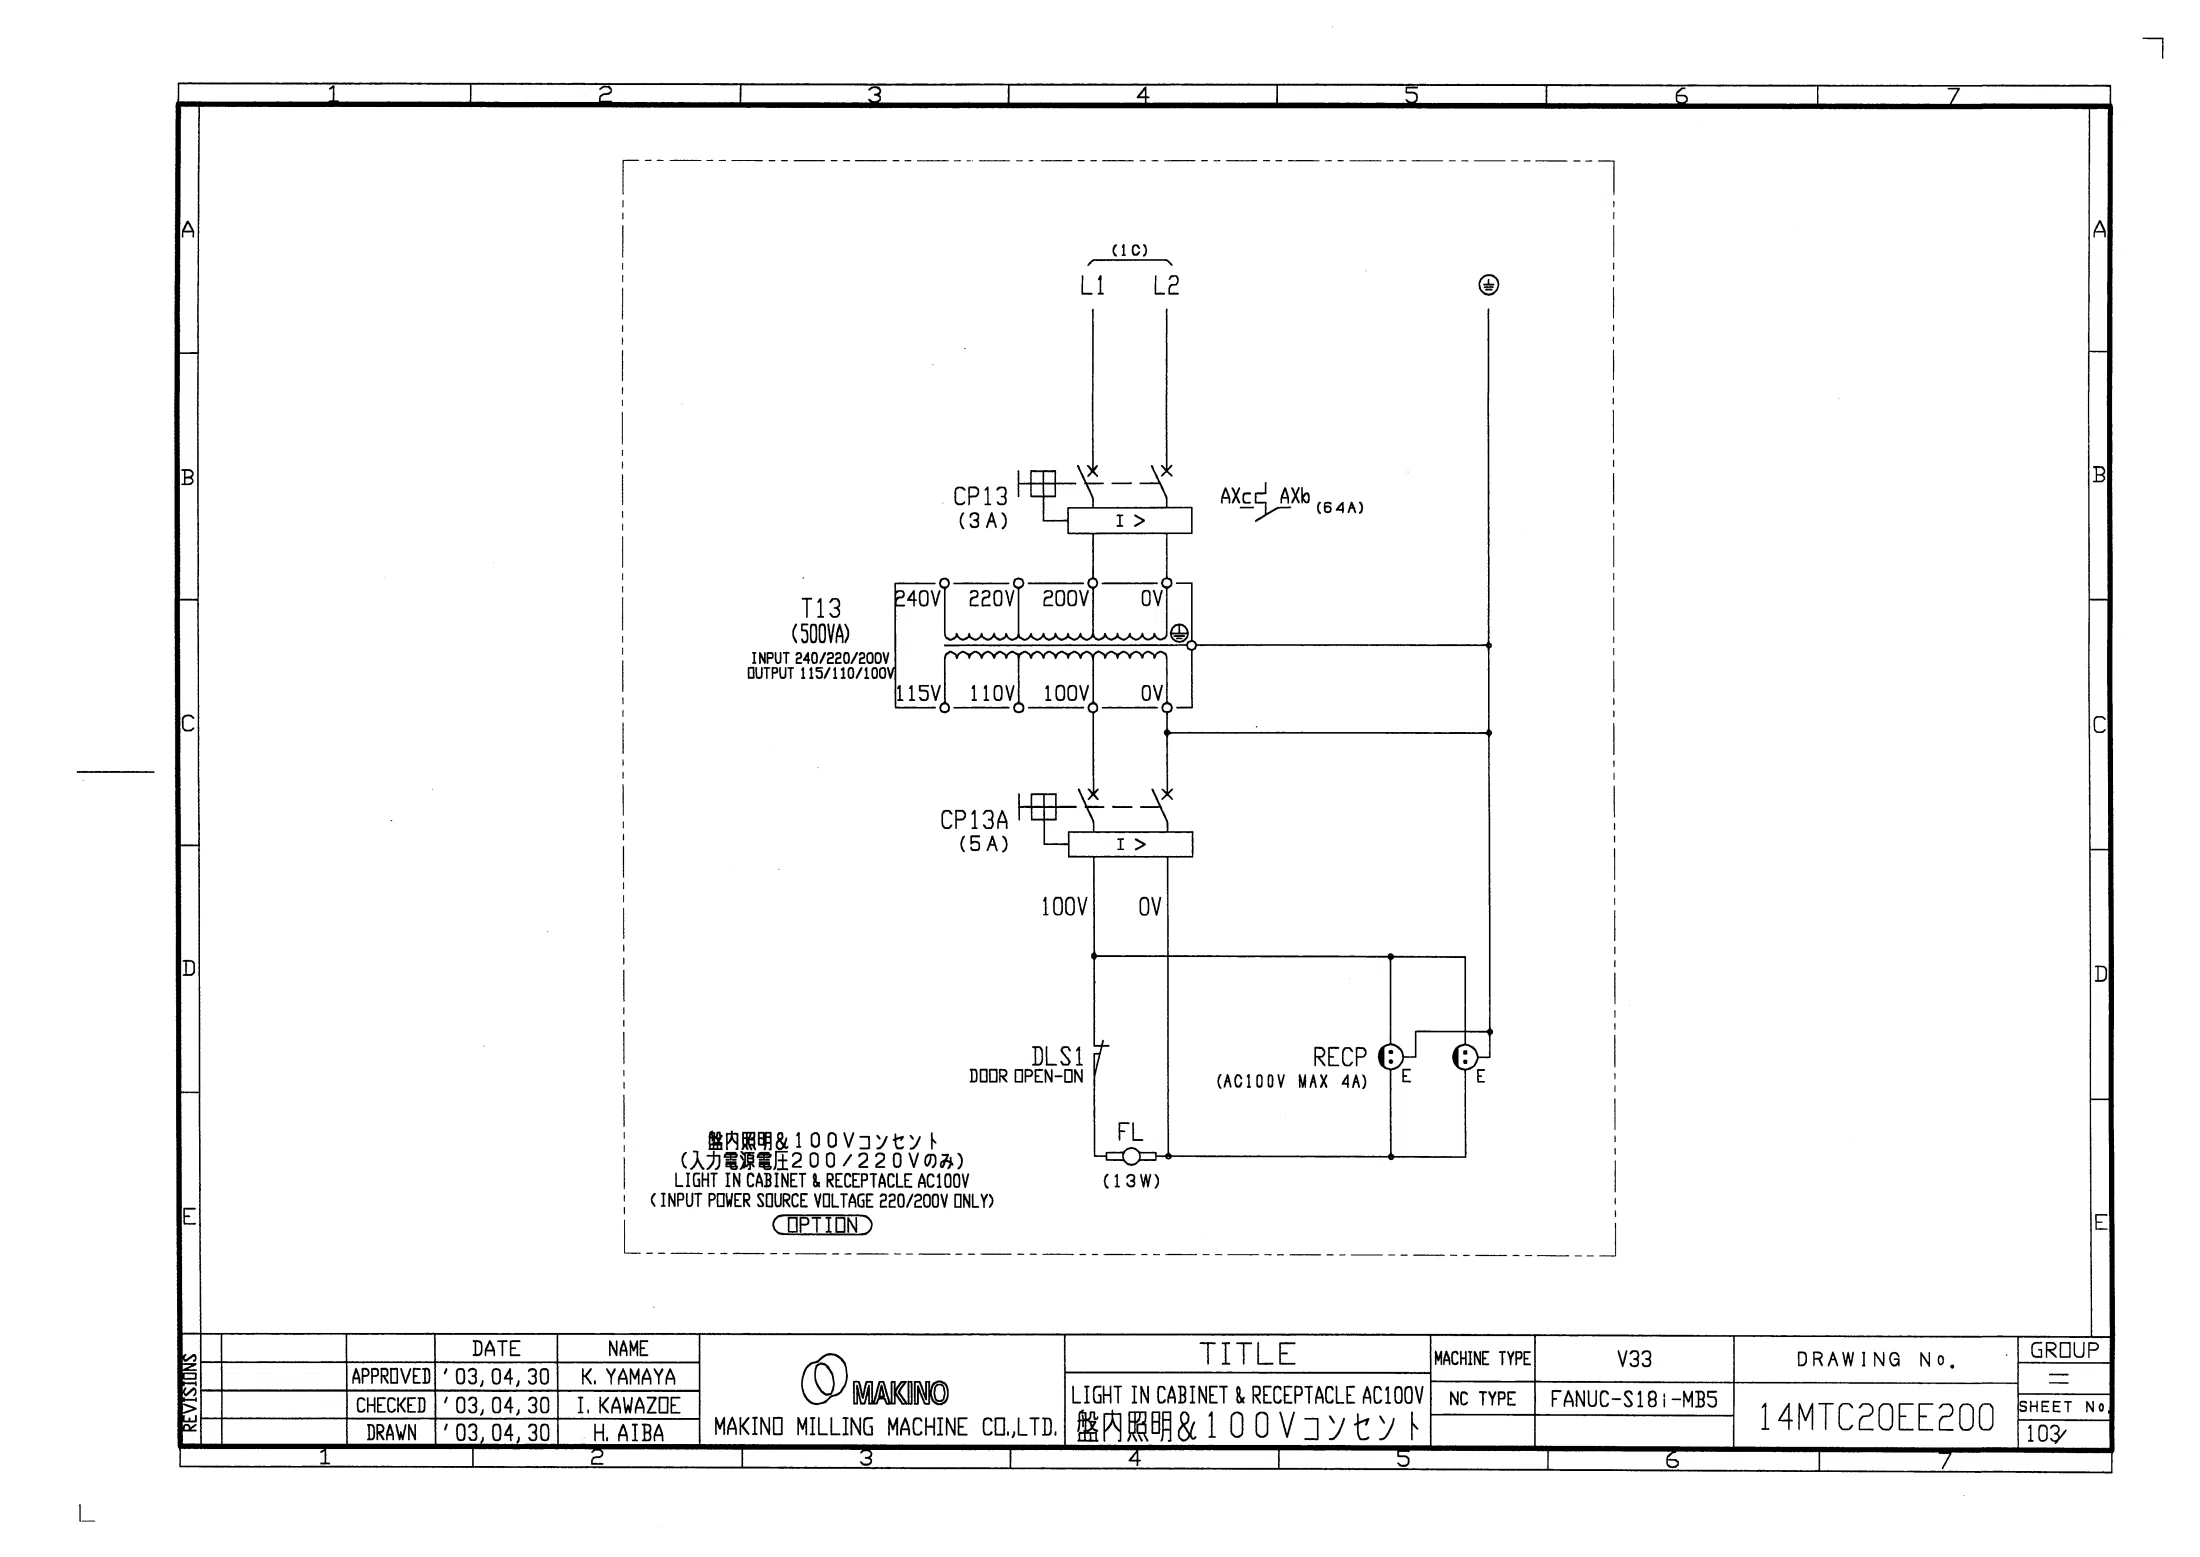 1 2 3 4 5 6 7
A A
(1C)
L1 L2
B B
CP13
(3A)
I >
AXc AXb (64A)
240V 220V 200V 0V
T13
(500VA)
INPUT 240/220/200V
OUTPUT 115/110/100V
115V 110V 100V 0V
C C
CP13A
(5A)
I >
100V 0V
D D
DLS1
DOOR OPEN-ON
RECP
(AC100V MAX 4A)
E E
FL
(13W)
盤内照明&100Vコンセント
(入力電源電圧200/220Vのみ)
LIGHT IN CABINET & RECEPTACLE AC100V
(INPUT POWER SOURCE VOLTAGE 220/200V ONLY)
OPTION
E E
REVISIONS
DATE NAME
APPROVED '03,04,30 K. YAMAYA
CHECKED '03,04,30 I. KAWAZOE
DRAWN '03,04,30 H. AIBA
MAKINO
MAKINO MILLING MACHINE CO.,LTD.
TITLE
LIGHT IN CABINET & RECEPTACLE AC100V
盤内照明&100Vコンセント
MACHINE TYPE V33
NC TYPE FANUC-S18i-MB5
DRAWING No.
14MTC20EE200
GROUP
=
SHEET No.
103/
1 2 3 4 5 6 7